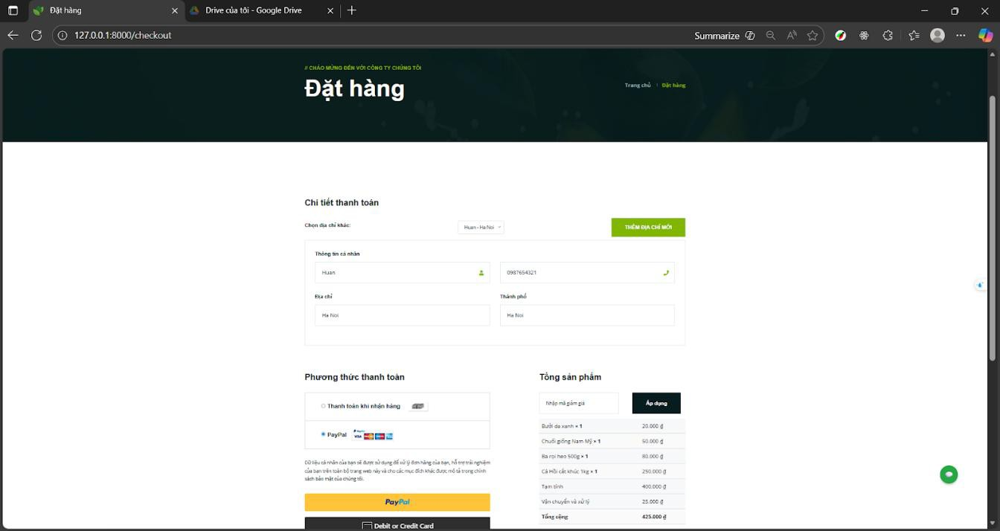 Đặt hàng
Drive của tôi - Google Drive
127.0.0.1:8000/checkout
Summarize
// CHÀO MỪNG ĐẾN VỚI CÔNG TY CHÚNG TÔI
Đặt hàng
Trang chủ
Đặt hàng
Chi tiết thanh toán
Chọn địa chỉ khác:
Huan - Ha Noi
THÊM ĐỊA CHỈ MỚI
Thông tin cá nhân
Huan
0987654321
Địa chỉ
Thành phố
Ha Noi
Ha Noi
Phương thức thanh toán
Thanh toán khi nhận hàng
PayPal
PayPal
VISA
Dữ liệu cá nhân của bạn sẽ được sử dụng để xử lý đơn hàng của bạn, hỗ trợ trải nghiệm
của bạn trên toàn bộ trang web này và cho các mục đích khác được mô tả trong chính
sách bảo mật của chúng tôi.
PayPal
Debit or Credit Card
Tổng sản phẩm
Nhập mã giảm giá
Áp dụng
Bưởi da xanh × 1 20.000 ₫
Chuối giống Nam Mỹ × 1 50.000 ₫
Ba rọi heo 500g × 1 80.000 ₫
Cá Hồi cắt khúc 1kg × 1 250.000 ₫
Tạm tính 400.000 ₫
Vận chuyển và xử lý 25.000 ₫
Tổng cộng 425.000 ₫